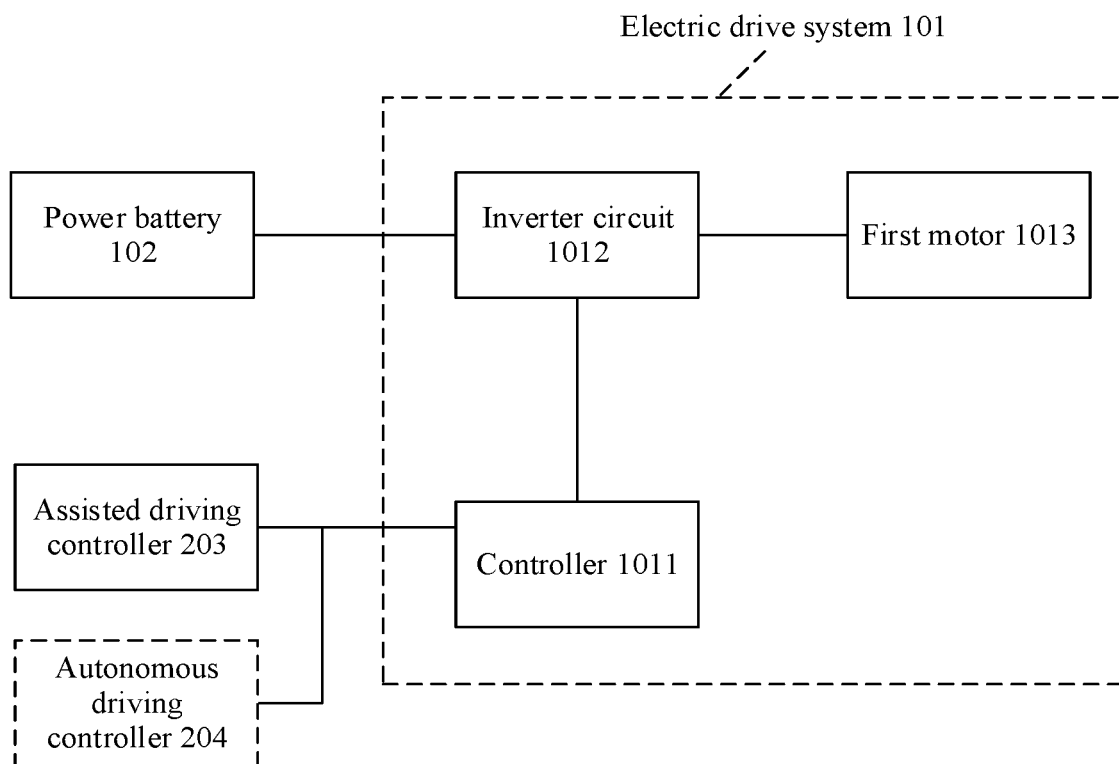 Electric drive system 101
Power battery
102
Inverter circuit
1012
First motor 1013
Assisted driving
controller 203
Controller 1011
Autonomous
driving
controller 204